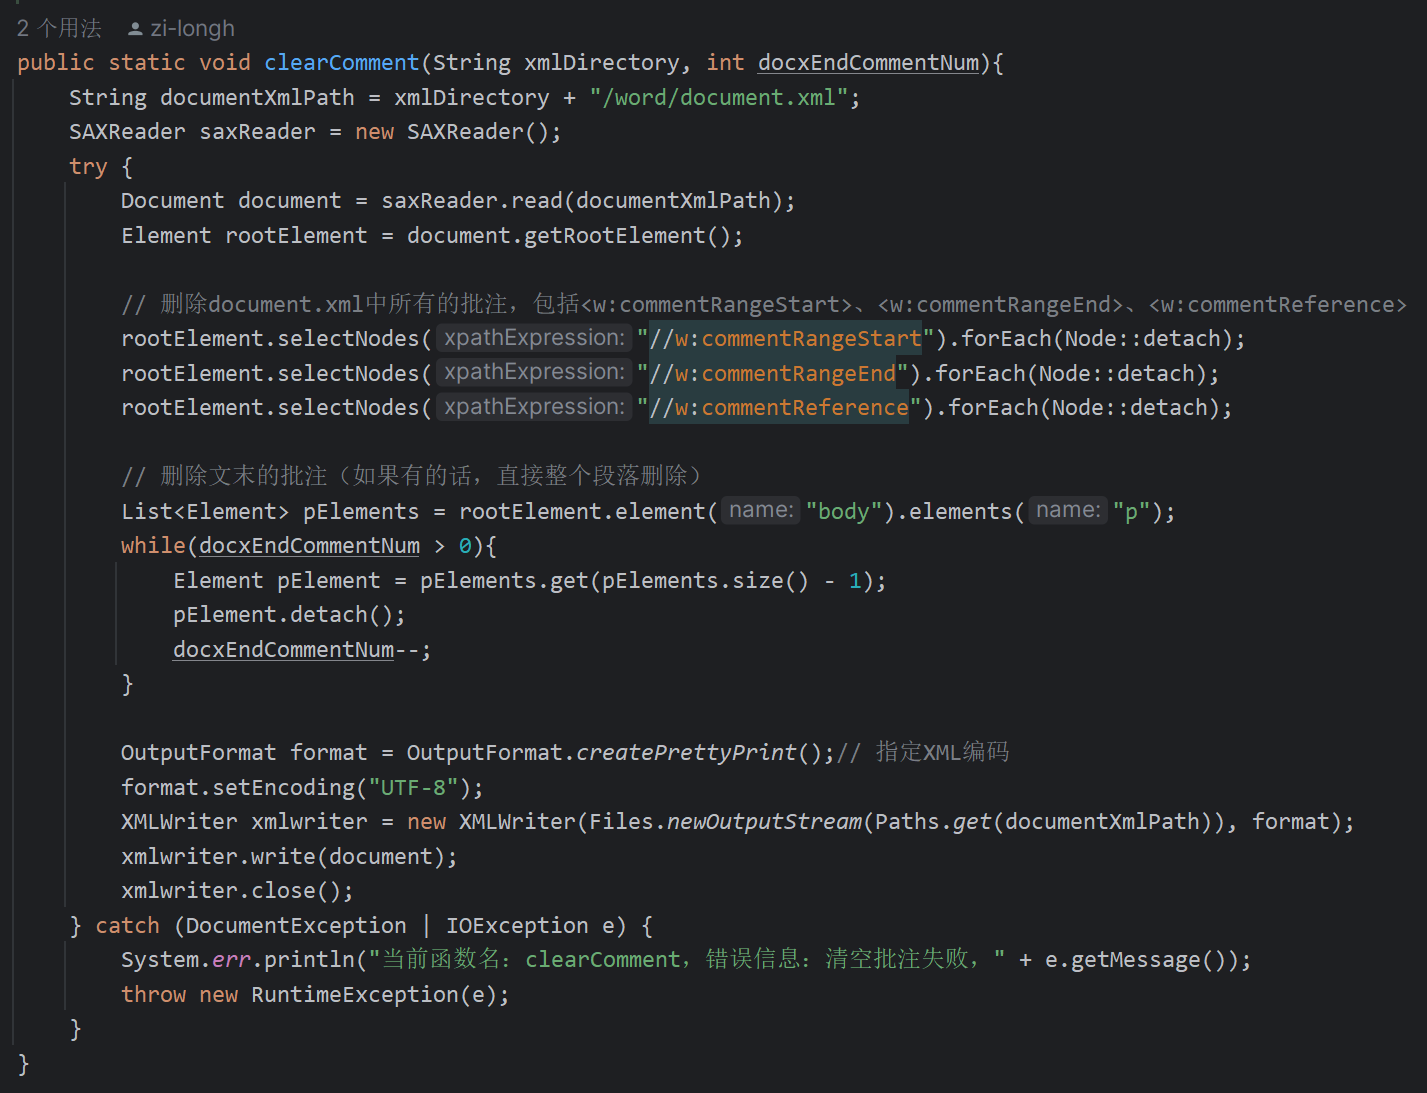 2 个用法 zi-longh
public static void clearComment(String xmlDirectory, int docxEndCommentNum){
String documentXmlPath = xmlDirectory + "/word/document.xml";
SAXReader saxReader = new SAXReader();
try {
Document document = saxReader.read(documentXmlPath);
Element rootElement = document.getRootElement();
// 删除document.xml中所有的批注，包括<w:commentRangeStart>、<w:commentRangeEnd>、<w:commentReference>
rootElement.selectNodes( xpathExpression: "//w:commentRangeStart").forEach(Node::detach);
rootElement.selectNodes( xpathExpression: "//w:commentRangeEnd").forEach(Node::detach);
rootElement.selectNodes( xpathExpression: "//w:commentReference").forEach(Node::detach);
// 删除文末的批注（如果有的话，直接整个段落删除）
List<Element> pElements = rootElement.element( name: "body").elements( name: "p");
while(docxEndCommentNum > 0){
Element pElement = pElements.get(pElements.size() - 1);
pElement.detach();
docxEndCommentNum--;
}
OutputFormat format = OutputFormat.createPrettyPrint();// 指定XML编码
format.setEncoding("UTF-8");
XMLWriter xmlwriter = new XMLWriter(Files.newOutputStream(Paths.get(documentXmlPath)), format);
xmlwriter.write(document);
xmlwriter.close();
} catch (DocumentException | IOException e) {
System.err.println("当前函数名：clearComment，错误信息：清空批注失败，" + e.getMessage());
throw new RuntimeException(e);
}
}